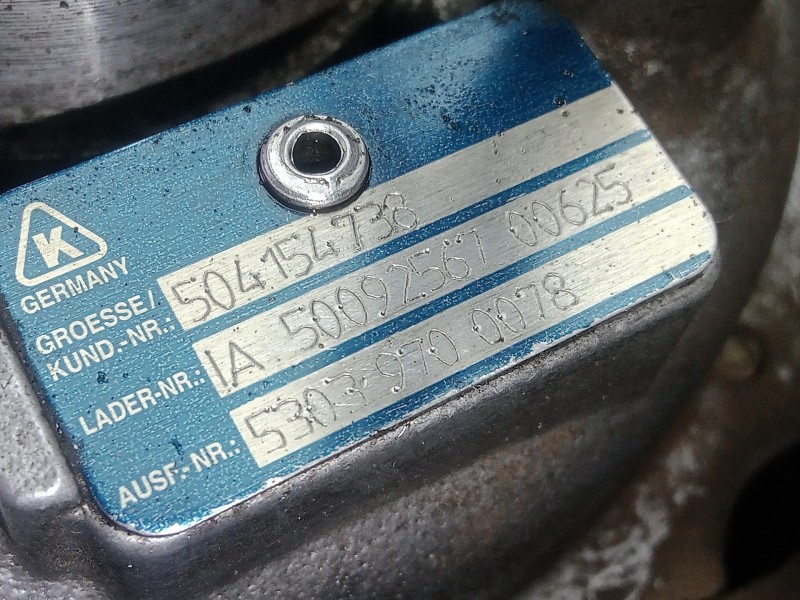 K
GERMANY
GROESSE/
KUND.-NR.: 504154738
LADER-NR.: IA 50092567 00625
AUSF.-NR.: 5303 970 0078